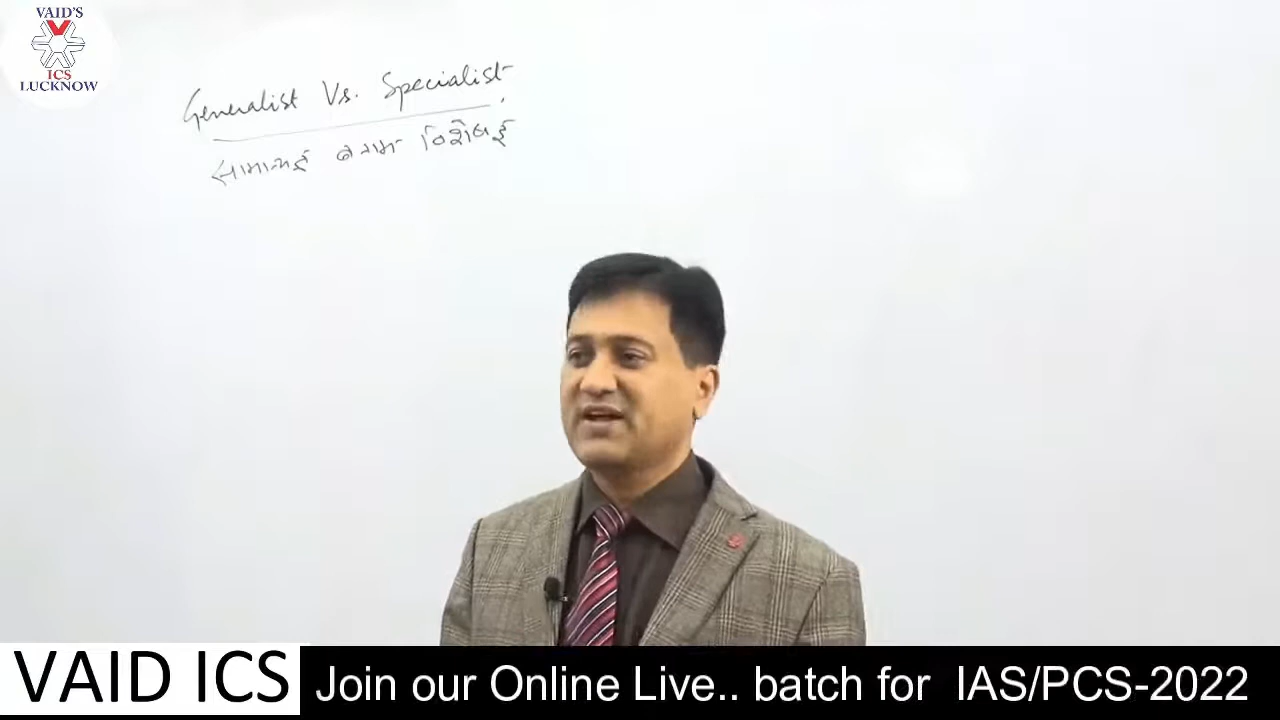 VAID'S
ICS
LUCKNOW
Generalist Vs. Specialist
सामान्यज्ञ बनाम विशेषज्ञ
VAID ICS
Join our Online Live.. batch for IAS/PCS-2022